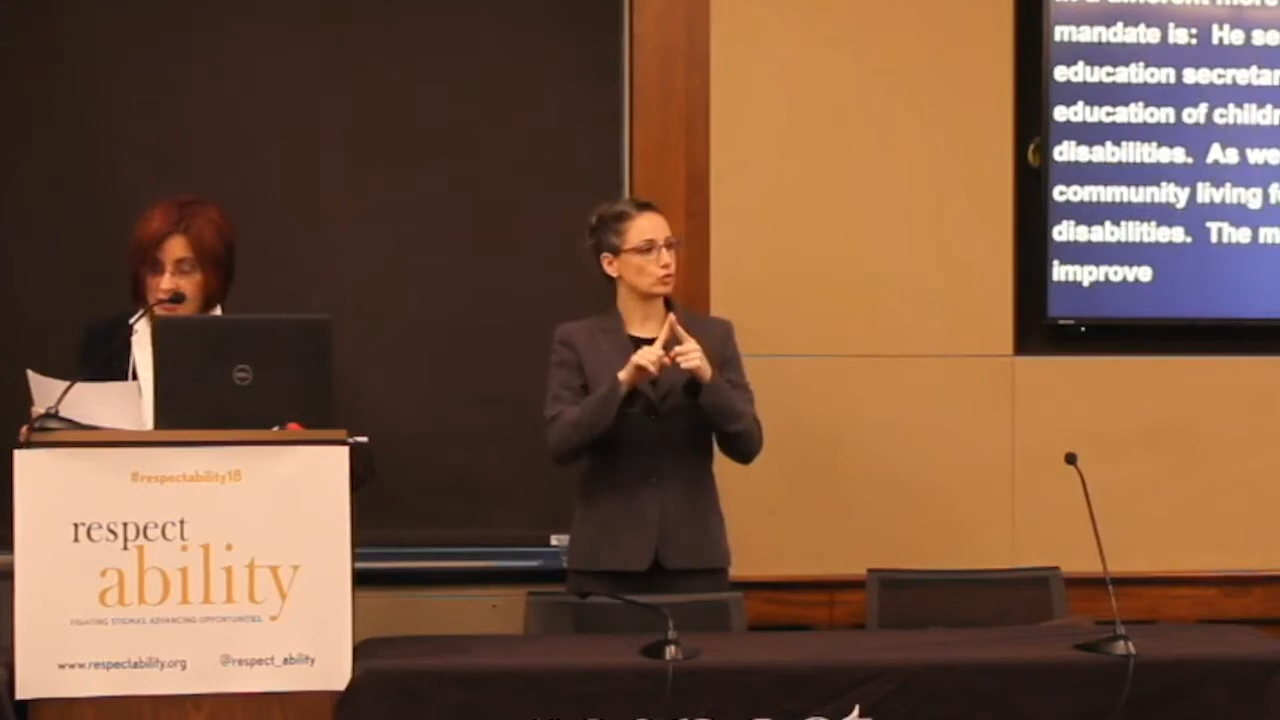 mandate is: He se
education secretar
education of childr
disabilities. As we
community living f
disabilities. The m
improve
DELL
#respectability18
respect
ability
FIGHTING STIGMAS. ADVANCING OPPORTUNITIES.
www.respectability.org @respect_ability